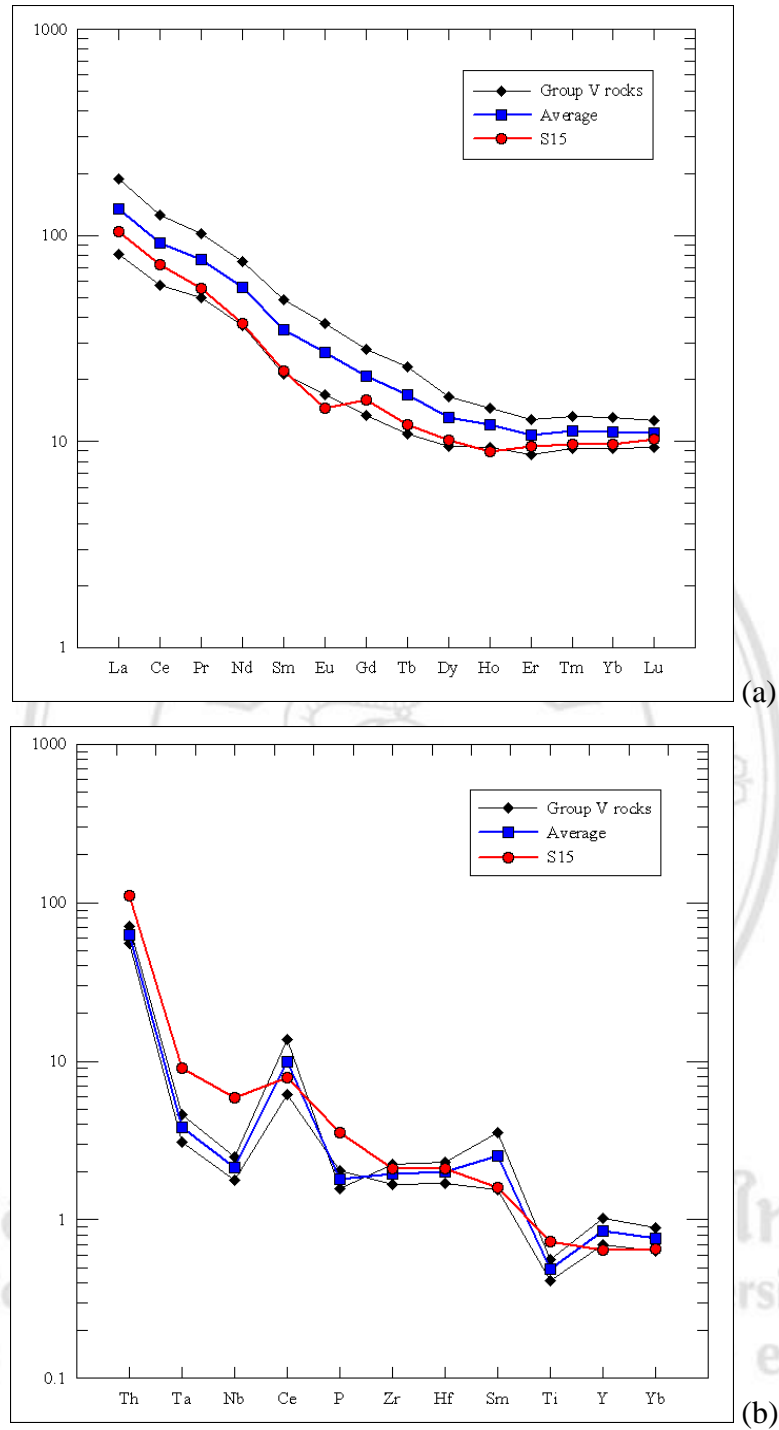 1000
Group V rocks
Average
S15
100
10
1
La Ce Pr Nd Sm Eu Gd Tb Dy Ho Er Tm Yb Lu
(a)
1000
Group V rocks
Average
S15
100
10
1
0.1
Th Ta Nb Ce P Zr Hf Sm Ti Y Yb
(b)